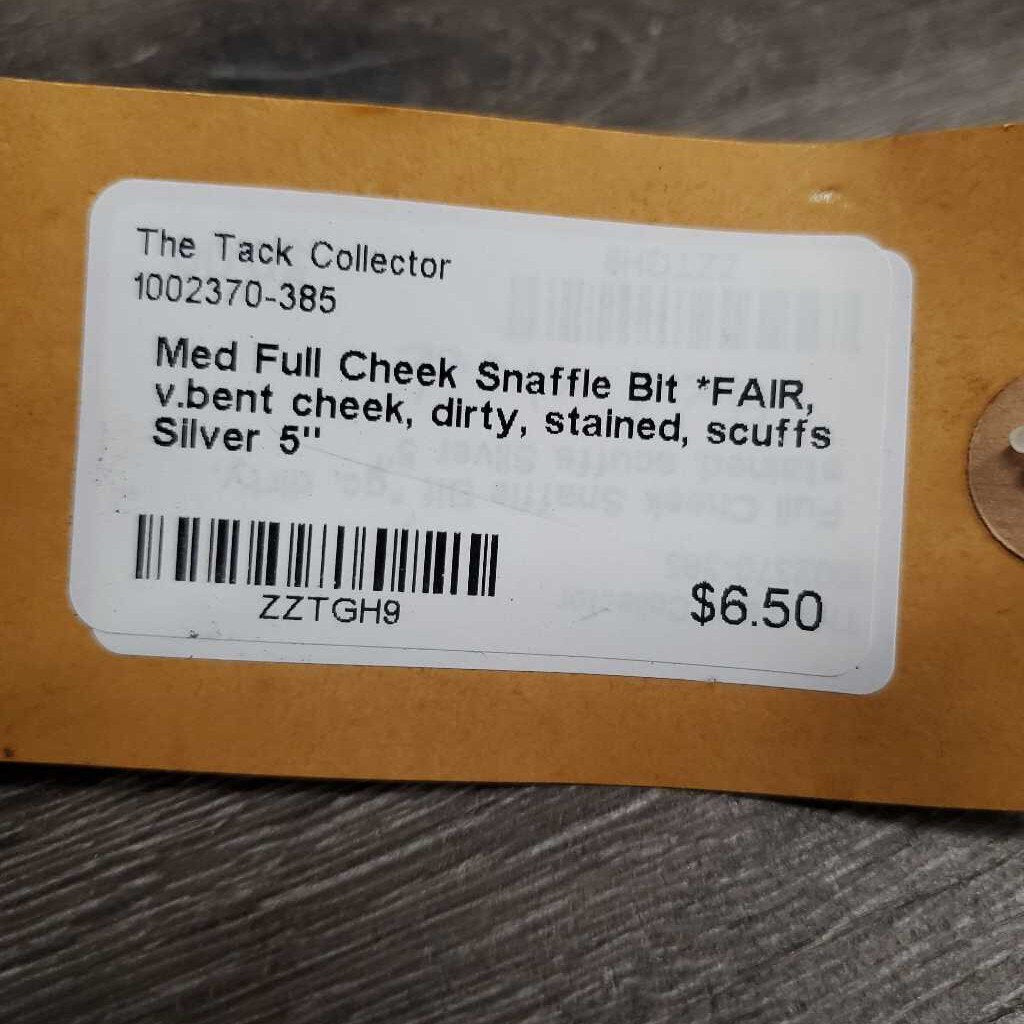 The Tack Collector
1002370-385
Med Full Cheek Snaffle Bit *FAIR,
v.bent cheek, dirty, stained, scuffs
Silver 5"
ZZTGH9
$6.50